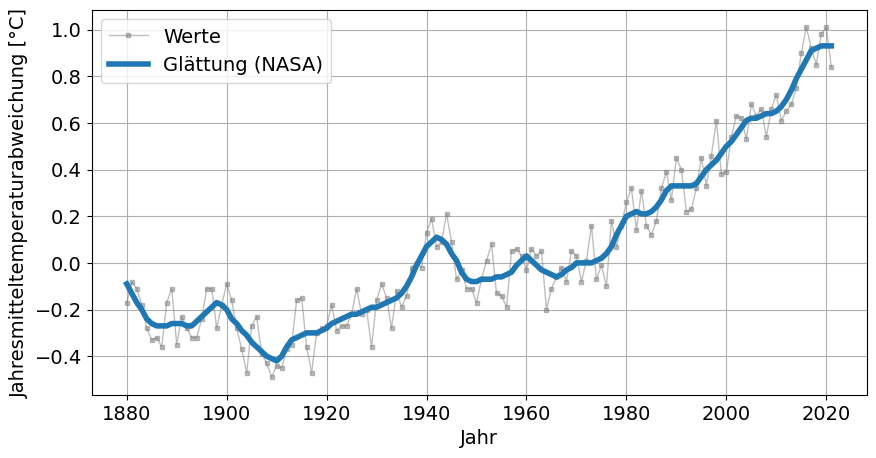 Jahresmitteltemperaturabweichung [°C]
1.0
0.8
0.6
0.4
0.2
0.0
−0.2
−0.4
Werte
Glättung (NASA)
1880 1900 1920 1940 1960 1980 2000 2020
Jahr